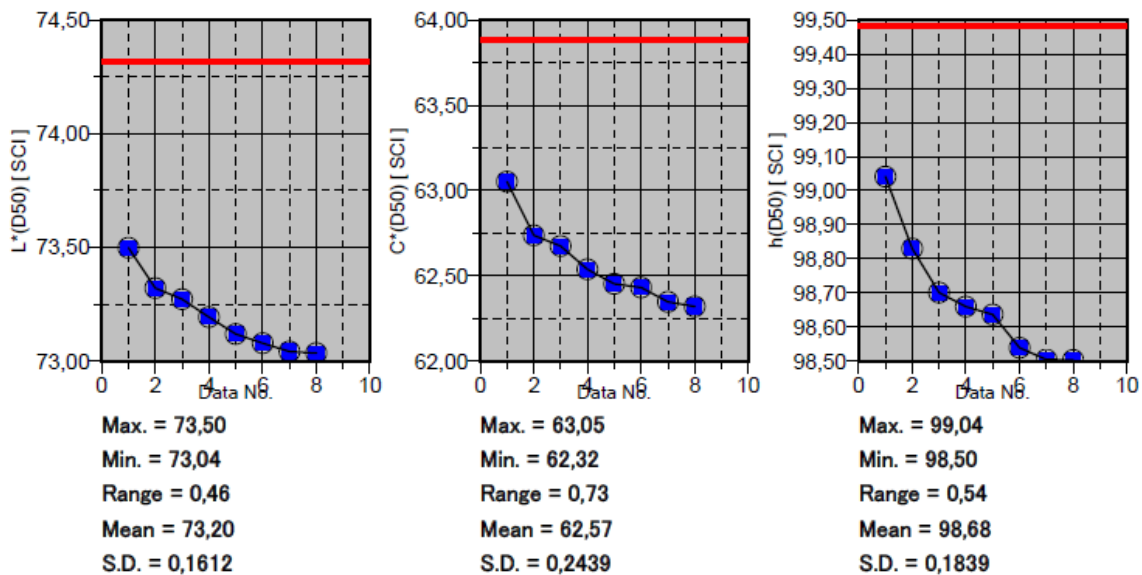 74,50
74,00
73,50
73,00
L*(D50) [ SCI ]
0 2 4 6 8 10
Data No.
Max. = 73,50
Min. = 73,04
Range = 0,46
Mean = 73,20
S.D. = 0,1612
64,00
63,50
63,00
62,50
62,00
C*(D50) [ SCI ]
0 2 4 6 8 10
Data No.
Max. = 63,05
Min. = 62,32
Range = 0,73
Mean = 62,57
S.D. = 0,2439
99,50
99,40
99,30
99,20
99,10
99,00
98,90
98,80
98,70
98,60
98,50
h(D50) [ SCI ]
0 2 4 6 8 10
Data No.
Max. = 99,04
Min. = 98,50
Range = 0,54
Mean = 98,68
S.D. = 0,1839